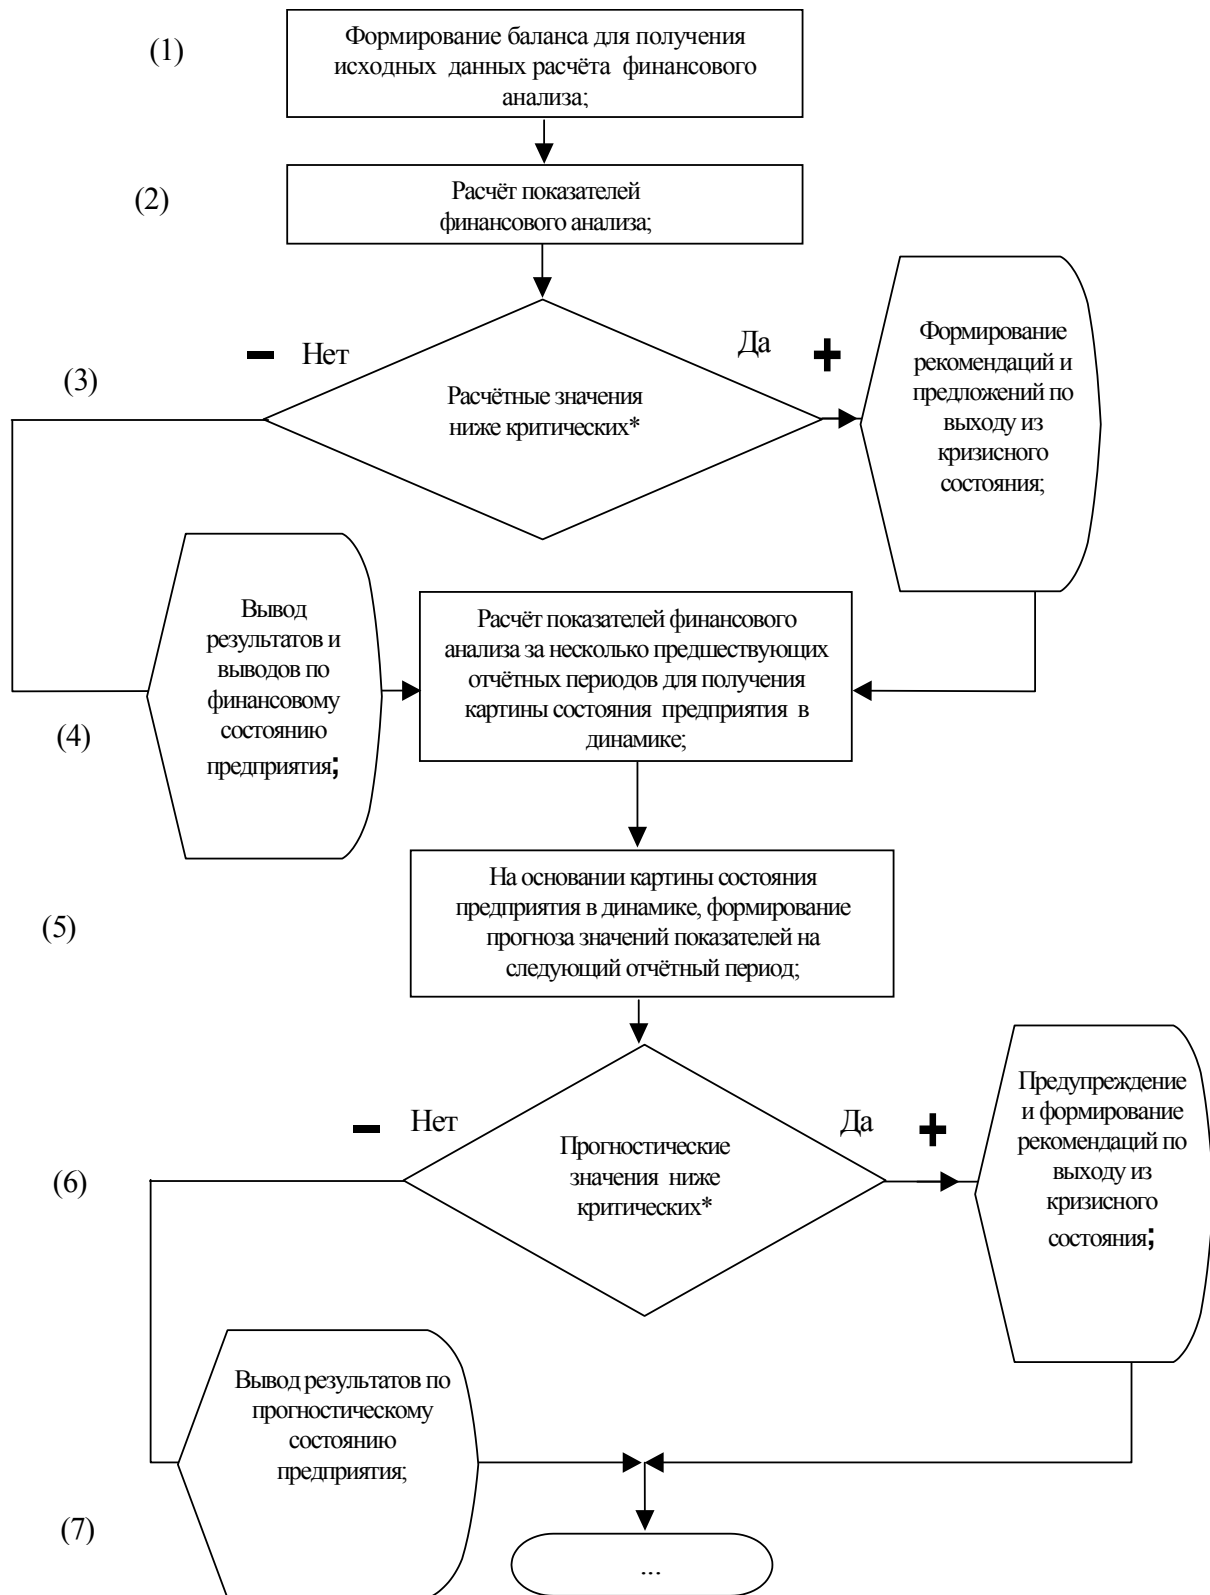 (1)
Формирование баланса для получения
исходных данных расчёта финансового
анализа;
(2)
Расчёт показателей
финансового анализа;
(3)
– Нет
Да +
Расчётные значения
ниже критических*
Формирование
рекомендаций и
предложений по
выходу из
кризисного
состояния;
(4)
Вывод
результатов и
выводов по
финансовому
состоянию
предприятия;
Расчёт показателей финансового
анализа за несколько предшествующих
отчётных периодов для получения
картины состояния предприятия в
динамике;
(5)
На основании картины состояния
предприятия в динамике, формирование
прогноза значений показателей на
следующий отчётный период;
(6)
– Нет
Да +
Прогностические
значения ниже
критических*
Предупреждение
и формирование
рекомендаций по
выходу из
кризисного
состояния;
Вывод результатов по
прогностическому
состоянию
предприятия;
(7)
...